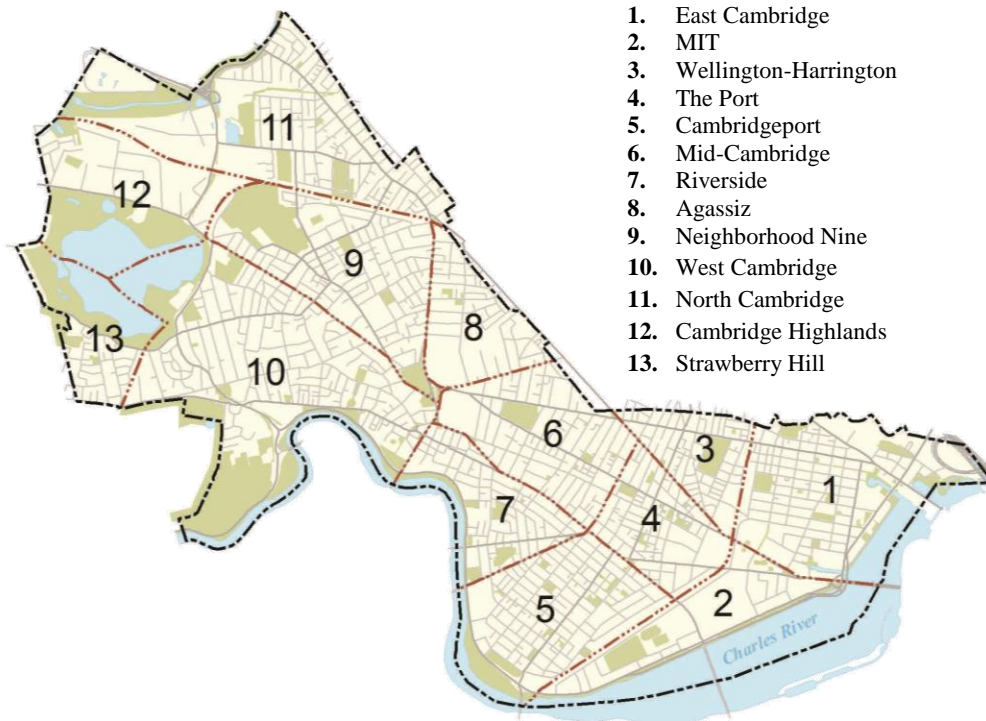 1. East Cambridge
2. MIT
3. Wellington-Harrington
4. The Port
5. Cambridgeport
6. Mid-Cambridge
7. Riverside
8. Agassiz
9. Neighborhood Nine
10. West Cambridge
11. North Cambridge
12. Cambridge Highlands
13. Strawberry Hill
11
12
9
8
13
10
6
3
1
7
4
5
2
Charles River